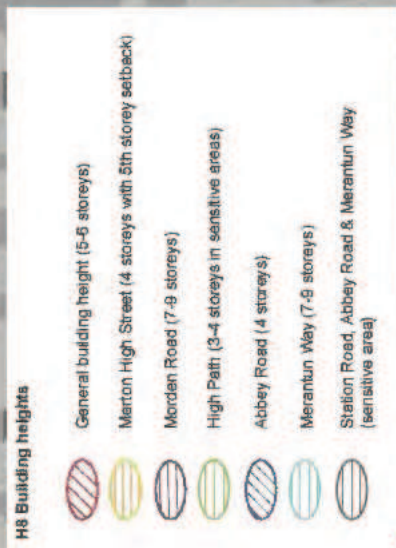 H8 Building heights
General building height (5-6 storeys)
Merton High Street (4 storeys with 5th storey setback)
Morden Road (7-9 storeys)
High Path (3-4 storeys in sensitive areas)
Abbey Road (4 storeys)
Merantun Way (7-9 storeys)
Station Road, Abbey Road & Merantun Way
(sensitive area)